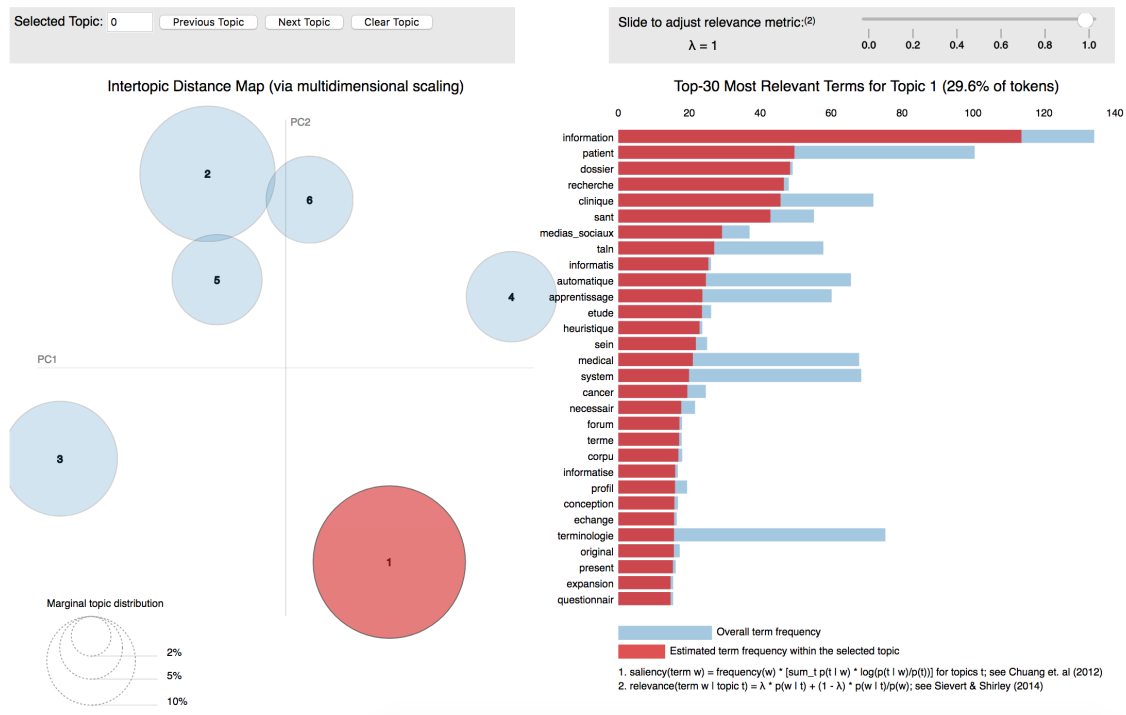 Selected Topic: 0 Previous Topic Next Topic Clear Topic
Slide to adjust relevance metric:(2)
λ = 1
0.0 0.2 0.4 0.6 0.8 1.0
Intertopic Distance Map (via multidimensional scaling)
PC2
PC1
2
6
5
4
3
1
Marginal topic distribution
2%
5%
10%
Top-30 Most Relevant Terms for Topic 1 (29.6% of tokens)
0 20 40 60 80 100 120 140
information
patient
dossier
recherche
clinique
sant
medias_sociaux
taln
informatis
automatique
apprentissage
etude
heuristique
sein
medical
system
cancer
necessair
forum
terme
corpu
informatise
profil
conception
echange
terminologie
original
present
expansion
questionnair
Overall term frequency
Estimated term frequency within the selected topic
1. saliency(term w) = frequency(w) * [sum_t p(t | w) * log(p(t | w)/p(t))] for topics t; see Chuang et. al (2012)
2. relevance(term w | topic t) = λ * p(w | t) + (1 - λ) * p(w | t)/p(w); see Sievert & Shirley (2014)